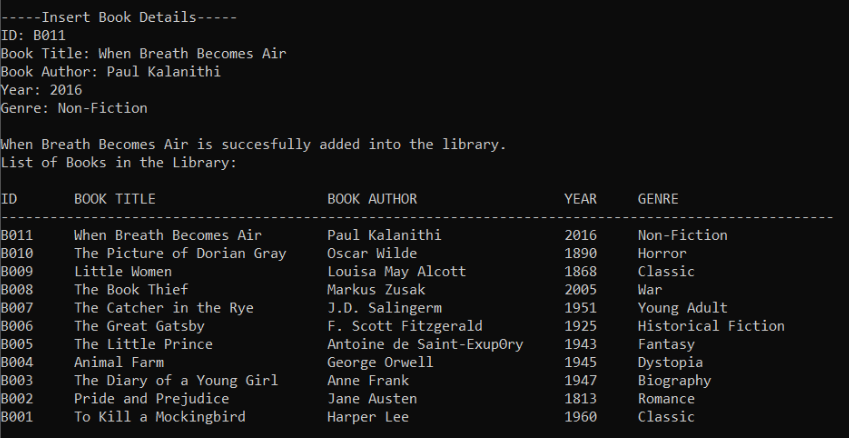 -----Insert Book Details-----
ID: B011
Book Title: When Breath Becomes Air
Book Author: Paul Kalanithi
Year: 2016
Genre: Non-Fiction
When Breath Becomes Air is succesfully added into the library.
List of Books in the Library:
ID BOOK TITLE BOOK AUTHOR YEAR GENRE
------------------------------------------------------------------------------------------------------
B011 When Breath Becomes Air Paul Kalanithi 2016 Non-Fiction
B010 The Picture of Dorian Gray Oscar Wilde 1890 Horror
B009 Little Women Louisa May Alcott 1868 Classic
B008 The Book Thief Markus Zusak 2005 War
B007 The Catcher in the Rye J.D. Salingerm 1951 Young Adult
B006 The Great Gatsby F. Scott Fitzgerald 1925 Historical Fiction
B005 The Little Prince Antoine de Saint-Exup0ry 1943 Fantasy
B004 Animal Farm George Orwell 1945 Dystopia
B003 The Diary of a Young Girl Anne Frank 1947 Biography
B002 Pride and Prejudice Jane Austen 1813 Romance
B001 To Kill a Mockingbird Harper Lee 1960 Classic